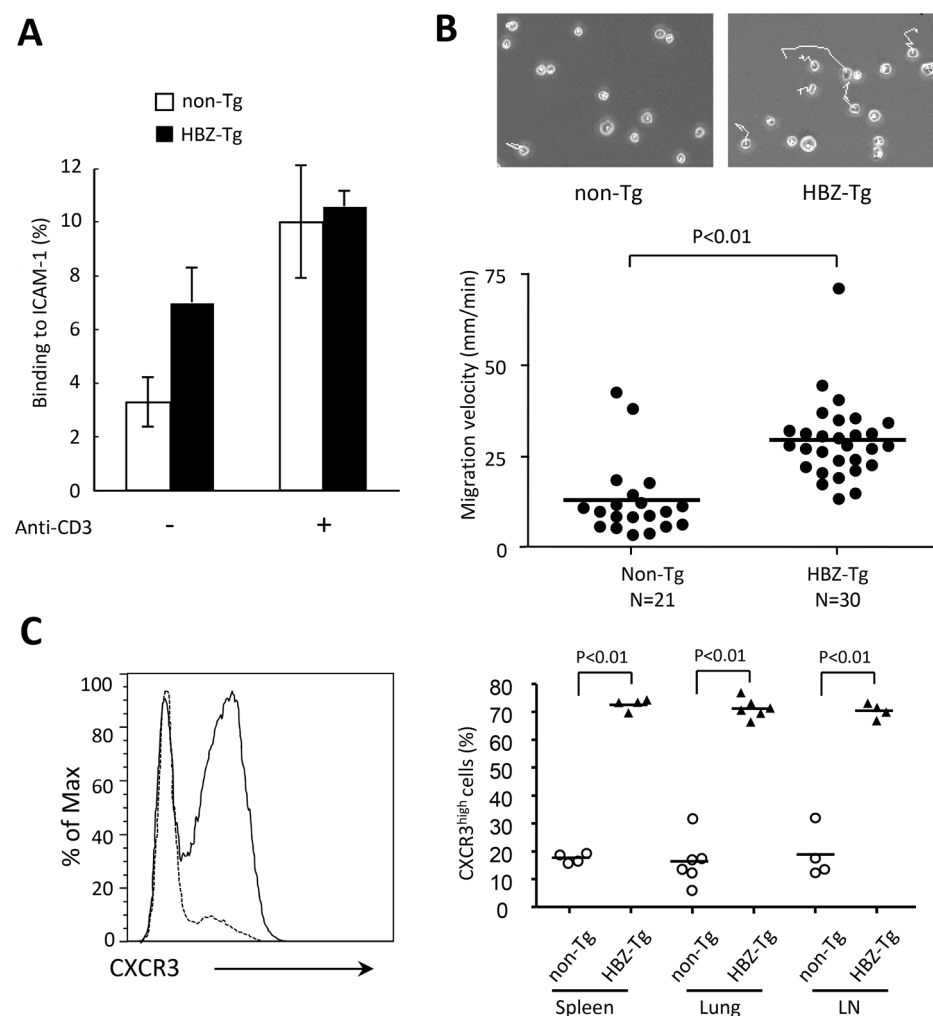 A
non-Tg
HBZ-Tg
Binding to ICAM-1 (%)
12
10
8
6
4
2
0
Anti-CD3
-
+
B
non-Tg
HBZ-Tg
P<0.01
Migration velocity (mm/min)
75
50
25
0
Non-Tg
N=21
HBZ-Tg
N=30
C
% of Max
100
80
60
40
20
0
CXCR3
P<0.01
P<0.01
P<0.01
CXCR3high cells (%)
80
70
60
50
40
30
20
10
0
non-Tg
HBZ-Tg
non-Tg
HBZ-Tg
non-Tg
HBZ-Tg
Spleen
Lung
LN